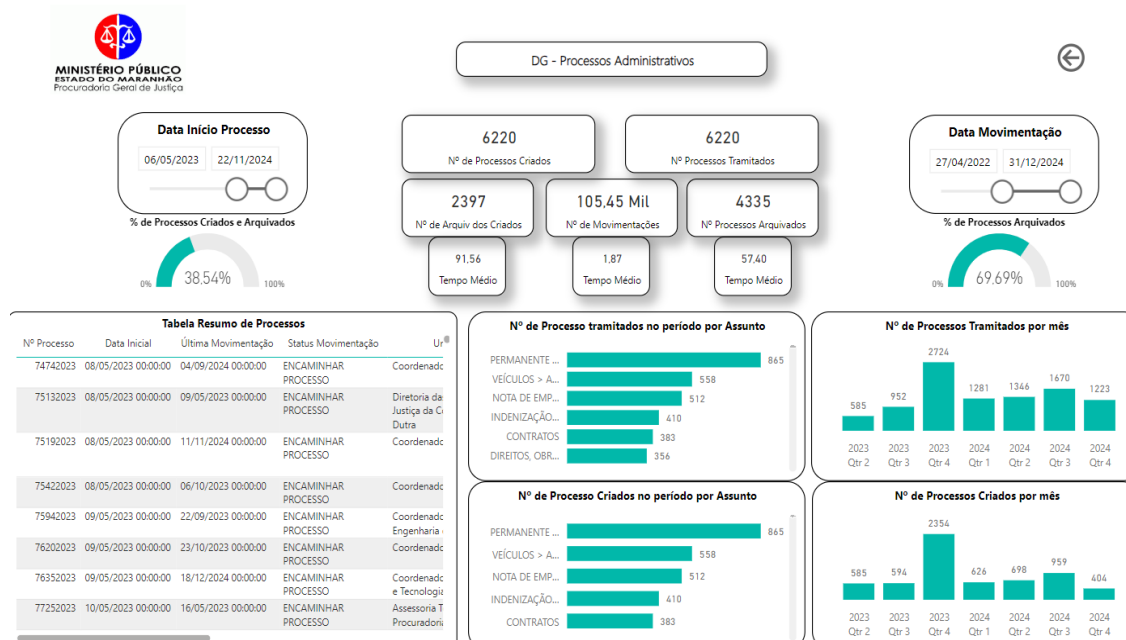 MINISTÉRIO PÚBLICO
ESTADO DO MARANHÃO
Procuradoria Geral de Justiça
DG - Processos Administrativos
Data Início Processo
06/05/2023 22/11/2024
6220
Nº de Processos Criados
6220
Nº Processos Tramitados
Data Movimentação
27/04/2022 31/12/2024
2397
Nº de Arquiv dos Criados
105,45 Mil
Nº de Movimentações
4335
Nº Processos Arquivados
91,56
Tempo Médio
1,87
Tempo Médio
57,40
Tempo Médio
% de Processos Criados e Arquivados
38,54%
0% 100%
% de Processos Arquivados
69,69%
0% 100%
Tabela Resumo de Processos
Nº Processo Data Inicial Última Movimentação Status Movimentação Ur
74742023 08/05/2023 00:00:00 04/09/2024 00:00:00 ENCAMINHAR Coordenadc
PROCESSO
75132023 08/05/2023 00:00:00 09/05/2023 00:00:00 ENCAMINHAR Diretoria das
PROCESSO Justiça da Co
Dutra
75192023 08/05/2023 00:00:00 11/11/2024 00:00:00 ENCAMINHAR Coordenadc
PROCESSO
75422023 08/05/2023 00:00:00 06/10/2023 00:00:00 ENCAMINHAR Coordenadc
PROCESSO
75942023 09/05/2023 00:00:00 22/09/2023 00:00:00 ENCAMINHAR Coordenadc
PROCESSO Engenharia
76202023 09/05/2023 00:00:00 23/10/2023 00:00:00 ENCAMINHAR Coordenadc
PROCESSO
76352023 09/05/2023 00:00:00 18/12/2024 00:00:00 ENCAMINHAR Coordenadc
PROCESSO e Tecnologia
77252023 10/05/2023 00:00:00 16/05/2023 00:00:00 ENCAMINHAR Assessoria T
PROCESSO Procuradoria
Nº de Processo tramitados no período por Assunto
PERMANENTE ... 865
VEÍCULOS > A... 558
NOTA DE EMP... 512
INDENIZAÇÃO... 410
CONTRATOS 383
DIREITOS, OBR... 356
Nº de Processos Tramitados por mês
585 952 2724 1281 1346 1670 1223
2023 2023 2023 2024 2024 2024 2024
Qtr 2 Qtr 3 Qtr 4 Qtr 1 Qtr 2 Qtr 3 Qtr 4
Nº de Processo Criados no período por Assunto
PERMANENTE ... 865
VEÍCULOS > A... 558
NOTA DE EMP... 512
INDENIZAÇÃO... 410
CONTRATOS 383
Nº de Processos Criados por mês
585 594 2354 626 698 959 404
2023 2023 2023 2024 2024 2024 2024
Qtr 2 Qtr 3 Qtr 4 Qtr 1 Qtr 2 Qtr 3 Qtr 4